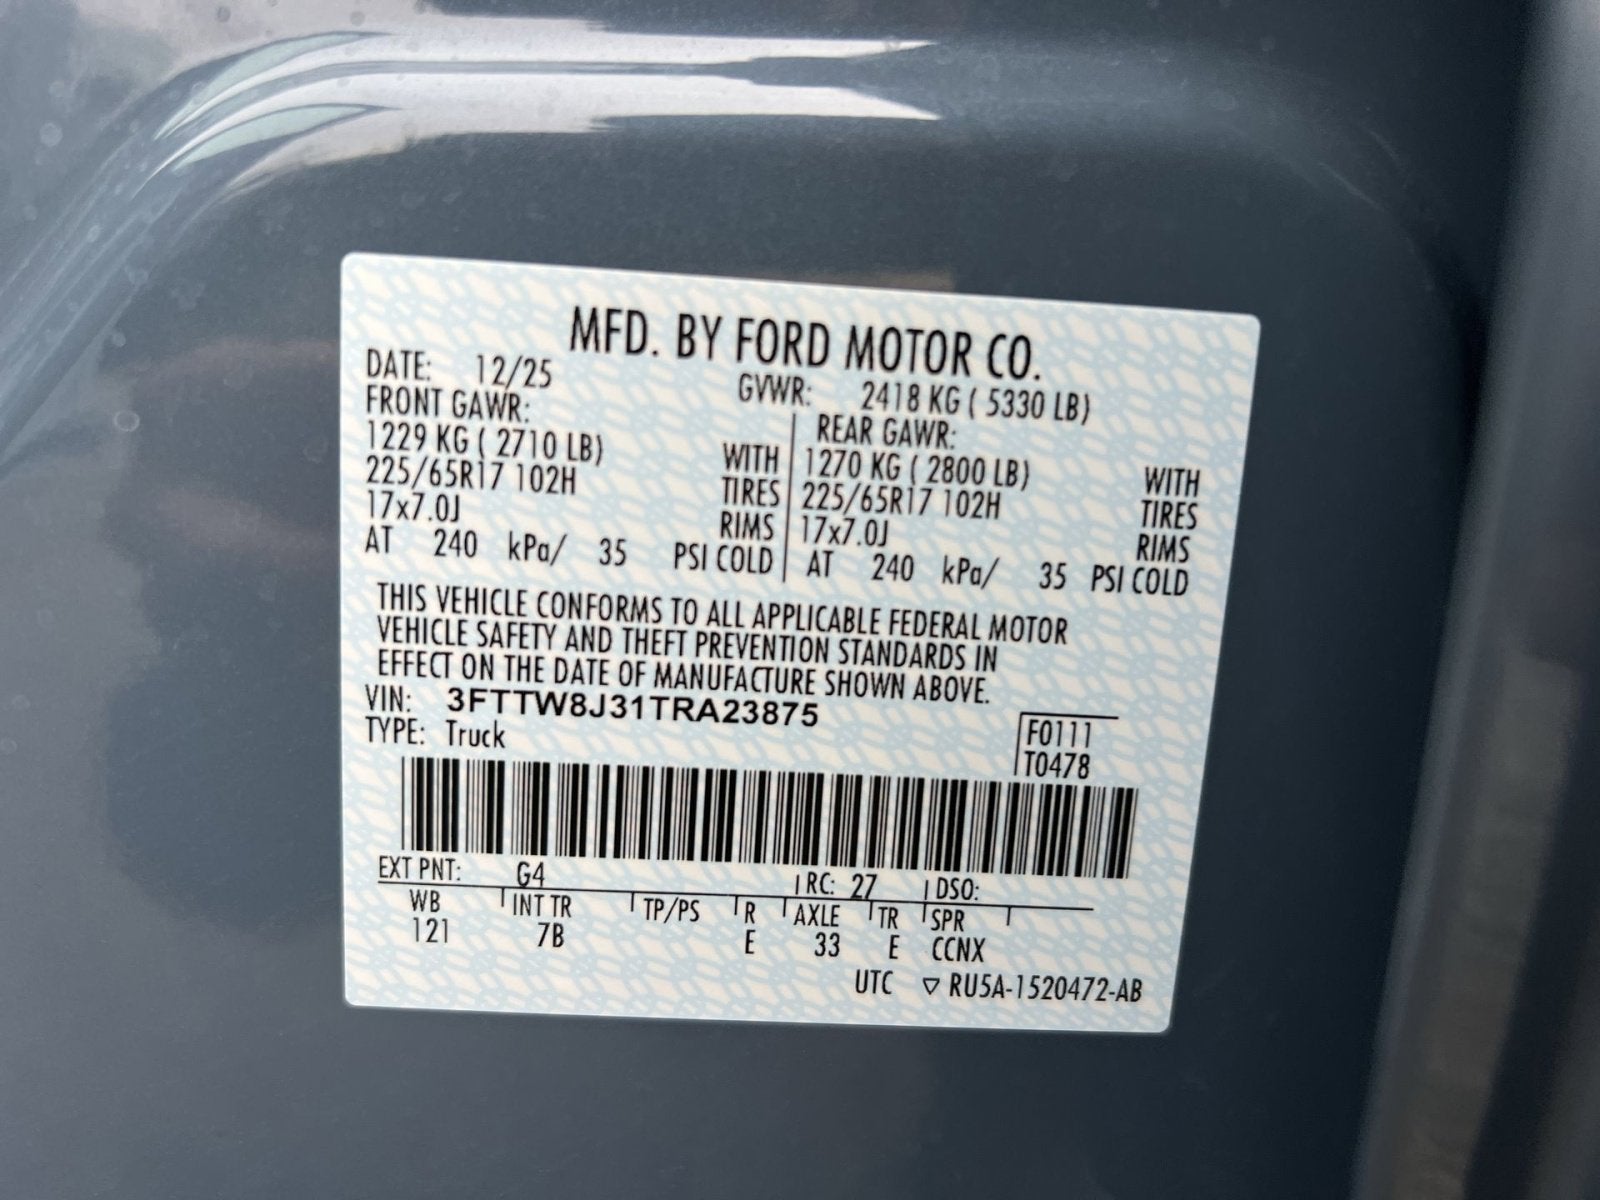 MFD. BY FORD MOTOR CO.
DATE: 12/25 GVWR: 2418 KG ( 5330 LB)
FRONT GAWR: REAR GAWR:
1229 KG ( 2710 LB) WITH 1270 KG ( 2800 LB) WITH
225/65R17 102H TIRES 225/65R17 102H TIRES
17x7.0J RIMS 17x7.0J RIMS
AT 240 kPa/ 35 PSI COLD AT 240 kPa/ 35 PSI COLD
THIS VEHICLE CONFORMS TO ALL APPLICABLE FEDERAL MOTOR
VEHICLE SAFETY AND THEFT PREVENTION STANDARDS IN
EFFECT ON THE DATE OF MANUFACTURE SHOWN ABOVE.
VIN: 3FTTW8J31TRA23875
TYPE: Truck
F0111
T0478
EXT PNT: G4 RC: 27 DSO:
WB INT TR TP/PS R AXLE TR SPR
121 7B E 33 E CCNX
UTC ▽ RU5A-1520472-AB